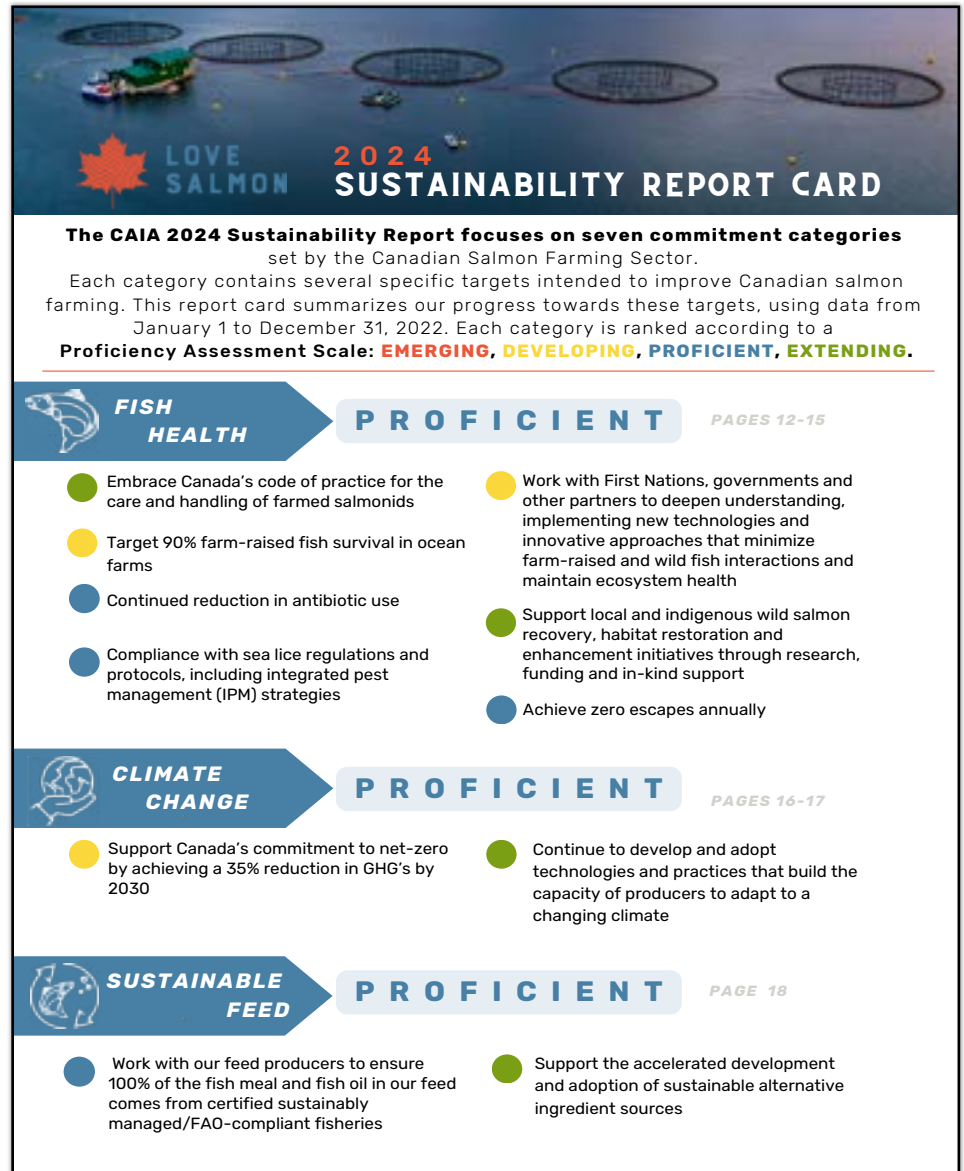 LOVE
SALMON
2024
SUSTAINABILITY REPORT CARD
The CAIA 2024 Sustainability Report focuses on seven commitment categories
set by the Canadian Salmon Farming Sector.
Each category contains several specific targets intended to improve Canadian salmon
farming. This report card summarizes our progress towards these targets, using data from
January 1 to December 31, 2022. Each category is ranked according to a
Proficiency Assessment Scale: EMERGING, DEVELOPING, PROFICIENT, EXTENDING.
FISH
HEALTH
PROFICIENT
PAGES 12-15
Embrace Canada's code of practice for the
care and handling of farmed salmonids
Target 90% farm-raised fish survival in ocean
farms
Continued reduction in antibiotic use
Compliance with sea lice regulations and
protocols, including integrated pest
management (IPM) strategies
Work with First Nations, governments and
other partners to deepen understanding,
implementing new technologies and
innovative approaches that minimize
farm-raised and wild fish interactions and
maintain ecosystem health
Support local and indigenous wild salmon
recovery, habitat restoration and
enhancement initiatives through research,
funding and in-kind support
Achieve zero escapes annually
CLIMATE
CHANGE
PROFICIENT
PAGES 16-17
Support Canada's commitment to net-zero
by achieving a 35% reduction in GHG's by
2030
Continue to develop and adopt
technologies and practices that build the
capacity of producers to adapt to a
changing climate
SUSTAINABLE
FEED
PROFICIENT
PAGE 18
Work with our feed producers to ensure
100% of the fish meal and fish oil in our feed
comes from certified sustainably
managed/FAO-compliant fisheries
Support the accelerated development
and adoption of sustainable alternative
ingredient sources